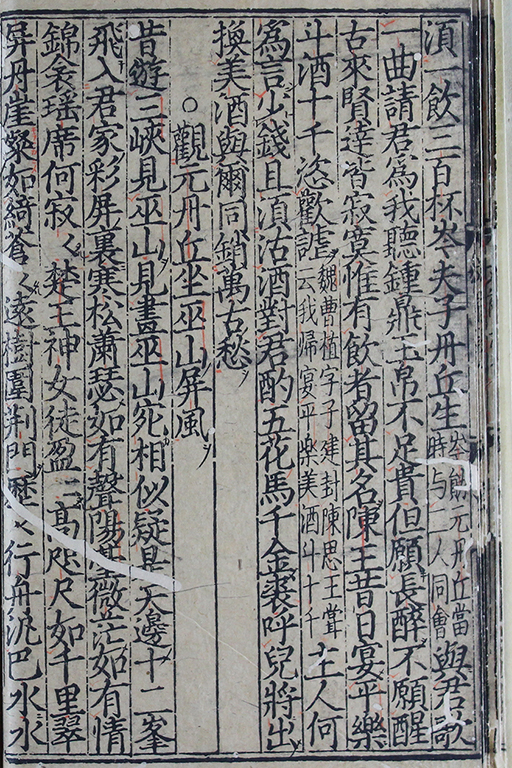 須一飲三百杯岑夫子丹丘生岑勛元丹丘當時与二人同會與君歌
一曲請君爲我聽鍾鼎玉帛不足貴但願長醉不願醒
古來賢達皆寂寞惟有飲者留其名陳王昔日宴平樂
斗酒十千恣歡謔魏曹植字子建封陳思王嘗云我歸宴平楽美酒斗十千主人何
爲言少錢且須沽酒對君酌五花馬千金裘呼兒將出
換美酒與爾同銷萬古愁
○觀元丹丘坐巫山屏風
昔遊三峽見巫山見畫巫山宛相似疑是天邊十二峯
飛入君家彩屏裏寒松蕭瑟如有聲陽臺微茫如有情
錦衾瑶席何寂〻楚王神女徒盈〻高咫尺如千里翠
屏丹崖粲如綺蒼〻遠樹圍荆門歷〻行舟汎巴水水